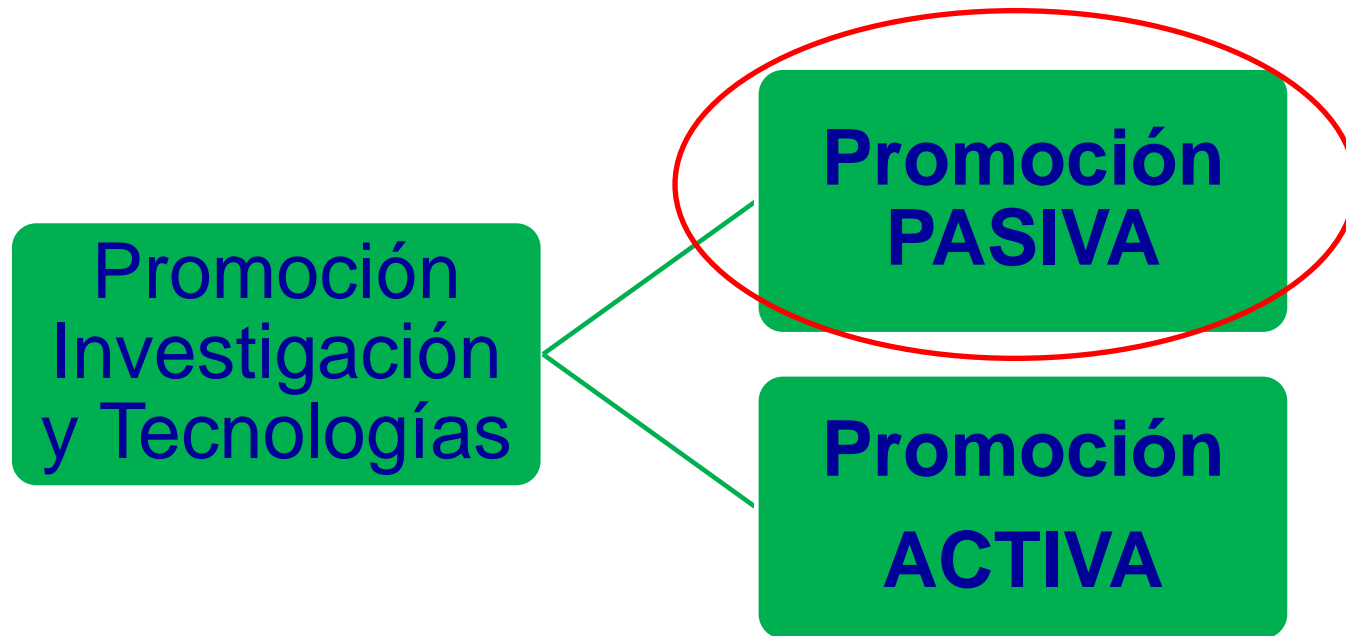 Promoción
Investigación
y Tecnologías
Promoción
PASIVA
Promoción
ACTIVA